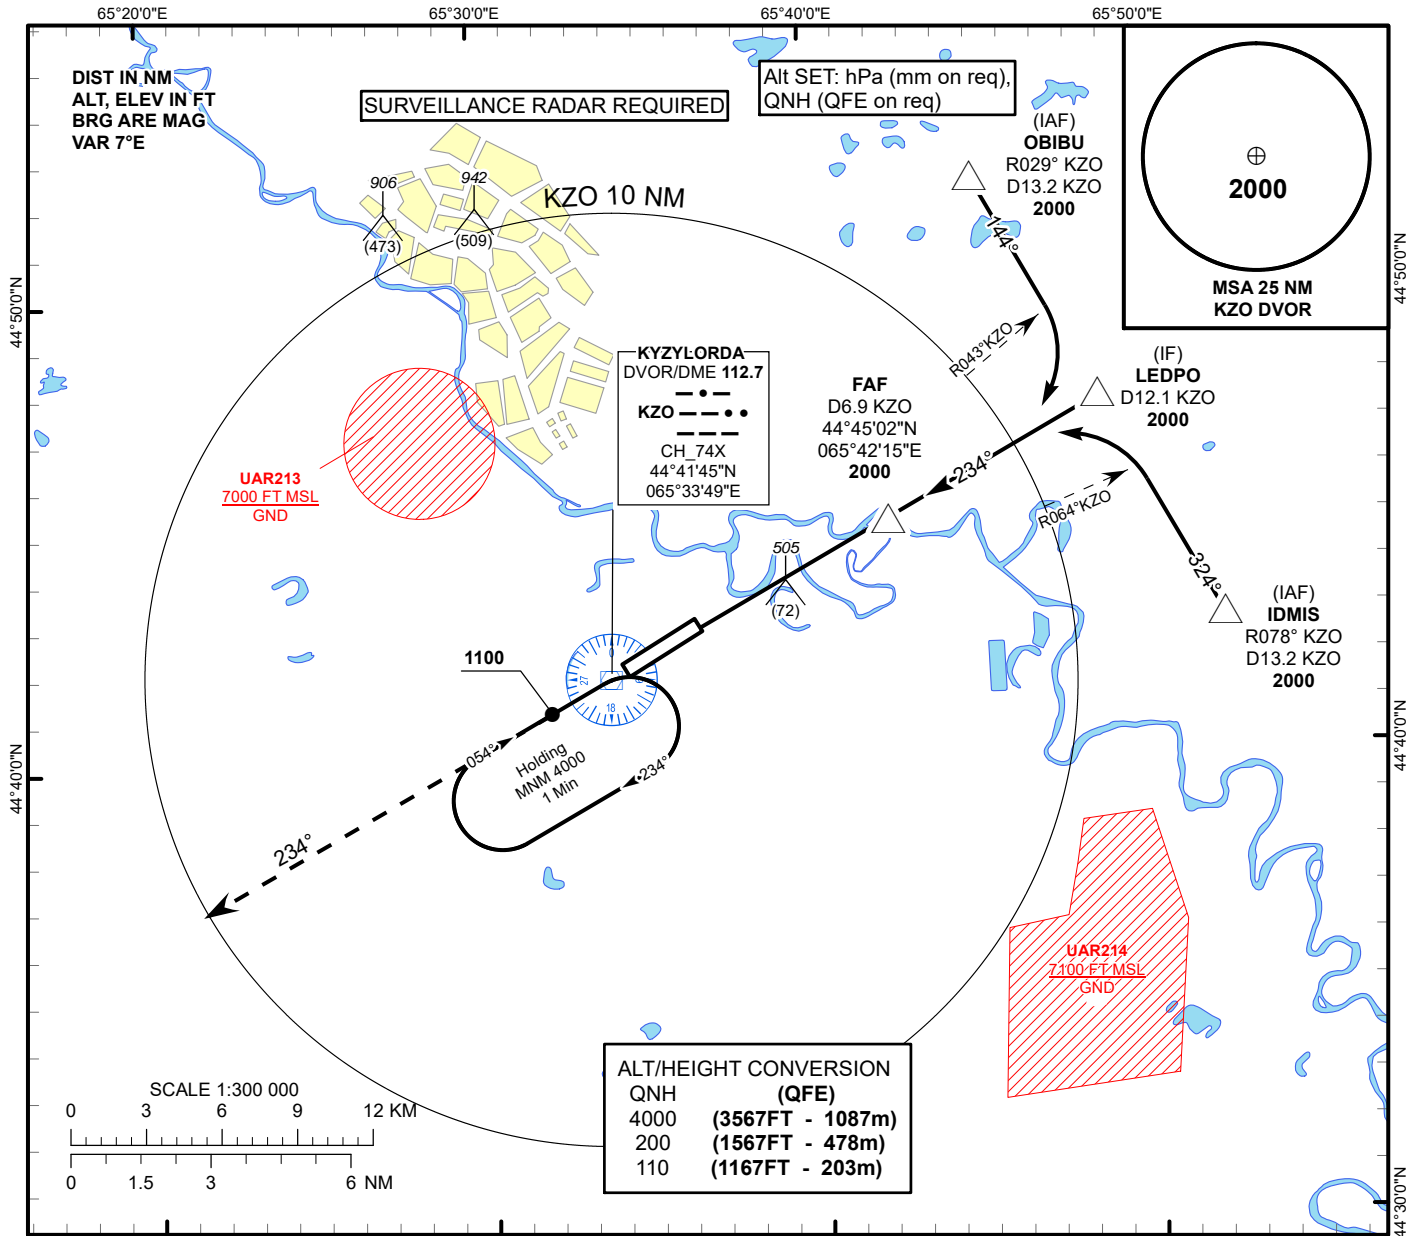 65°20'0"E
65°30'0"E
65°40'0"E
65°50'0"E
DIST IN NM
ALT, ELEV IN FT
BRG ARE MAG
VAR 7°E
SURVEILLANCE RADAR REQUIRED
Alt SET: hPa (mm on req),
QNH (QFE on req)
(IAF)
OBIBU
R029° KZO
D13.2 KZO
2000
2000
MSA 25 NM
KZO DVOR
906
(473)
942
(509)
KZO 10 NM
144°
R043°KZO
44°50'0"N
44°50'0"N
KYZYLORDA
DVOR/DME 112.7
KZO
CH_74X
44°41'45"N
065°33'49"E
FAF
D6.9 KZO
44°45'02"N
065°42'15"E
2000
(IF)
LEDPO
D12.1 KZO
2000
234°
R064°KZO
324°
UAR213
7000 FT MSL
GND
505
(72)
(IAF)
IDMIS
R078° KZO
D13.2 KZO
2000
1100
0
9
18
27
054°
Holding
MNM 4000
1 Min
234°
234°
44°40'0"N
44°40'0"N
UAR214
7100 FT MSL
GND
SCALE 1:300 000
0 3 6 9 12 KM
0 1.5 3 6 NM
ALT/HEIGHT CONVERSION
QNH (QFE)
4000 (3567FT - 1087m)
200 (1567FT - 478m)
110 (1167FT - 203m)
44°30'0"N